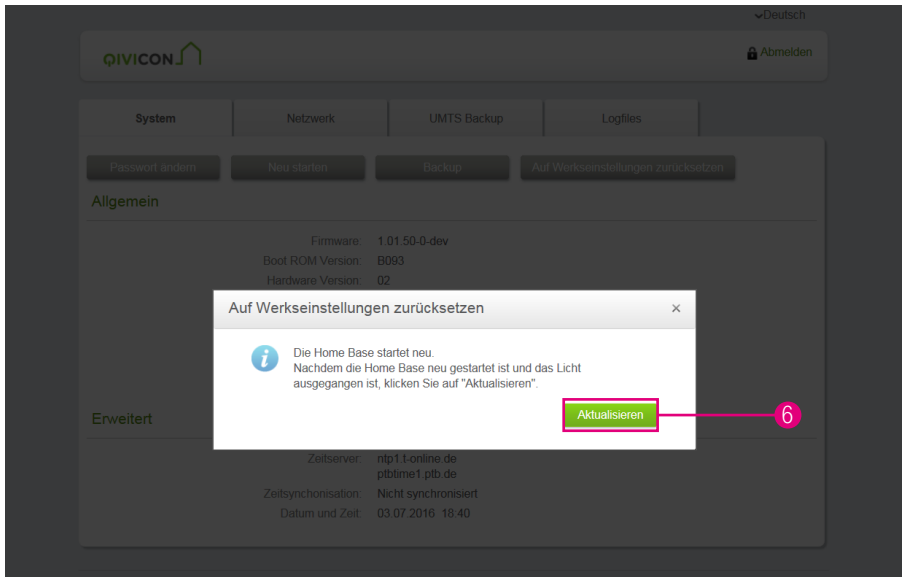 Deutsch
QIVICON
Abmelden
System
Netzwerk
UMTS Backup
Logfiles
Passwort ändern
Neu starten
Backup
Auf Werkseinstellungen zurücksetzen
Allgemein
Firmware: 1.01.50-0-dev
Boot ROM Version: B093
Hardware Version: 02
Auf Werkseinstellungen zurücksetzen
×
Die Home Base startet neu.
Nachdem die Home Base neu gestartet ist und das Licht
ausgegangen ist, klicken Sie auf "Aktualisieren".
Aktualisieren
6
Erweitert
Zeitserver: ntp1.t-online.de
ptbtime1.ptb.de
Zeitsynchonisation: Nicht synchronisiert
Datum und Zeit: 03.07.2016 18:40